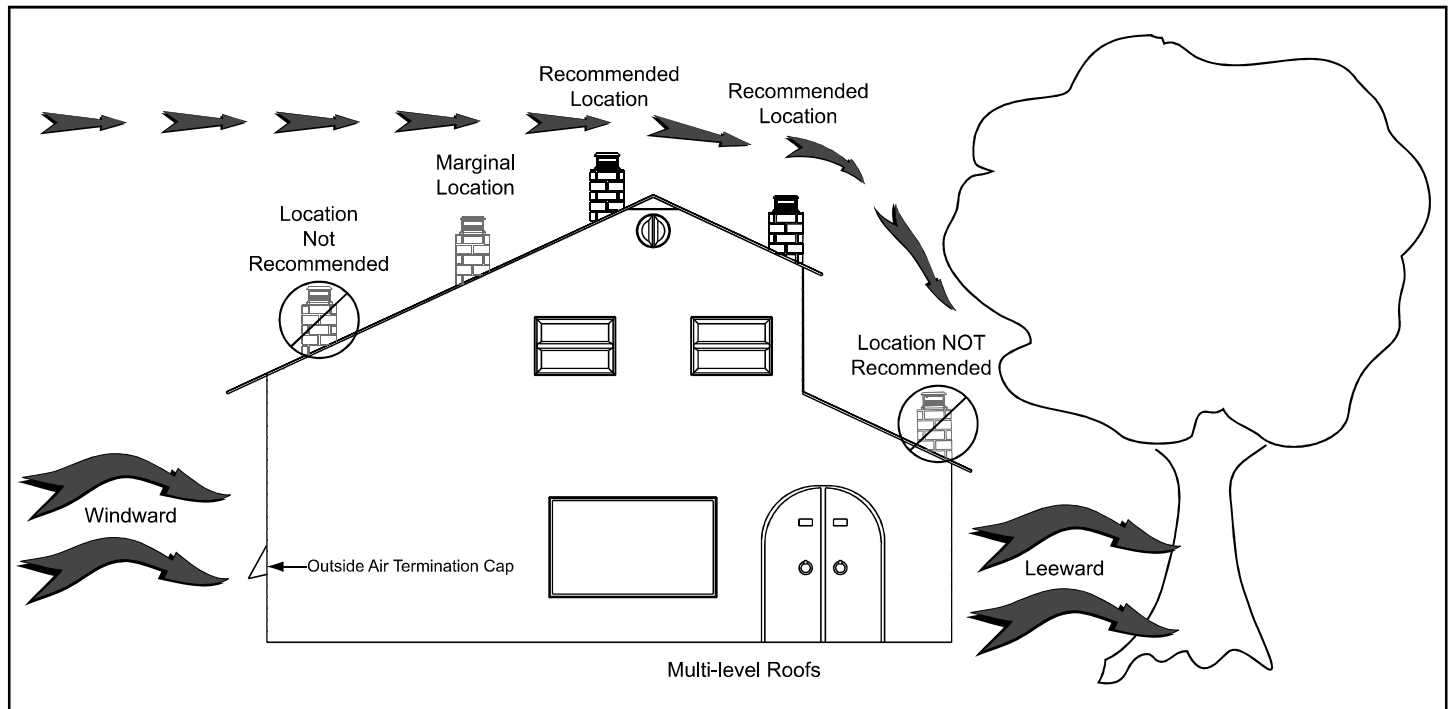 Recommended
Location
Recommended
Location
Marginal
Location
Location
Not
Recommended
Location NOT
Recommended
Windward
Outside Air Termination Cap
Leeward
Multi-level Roofs